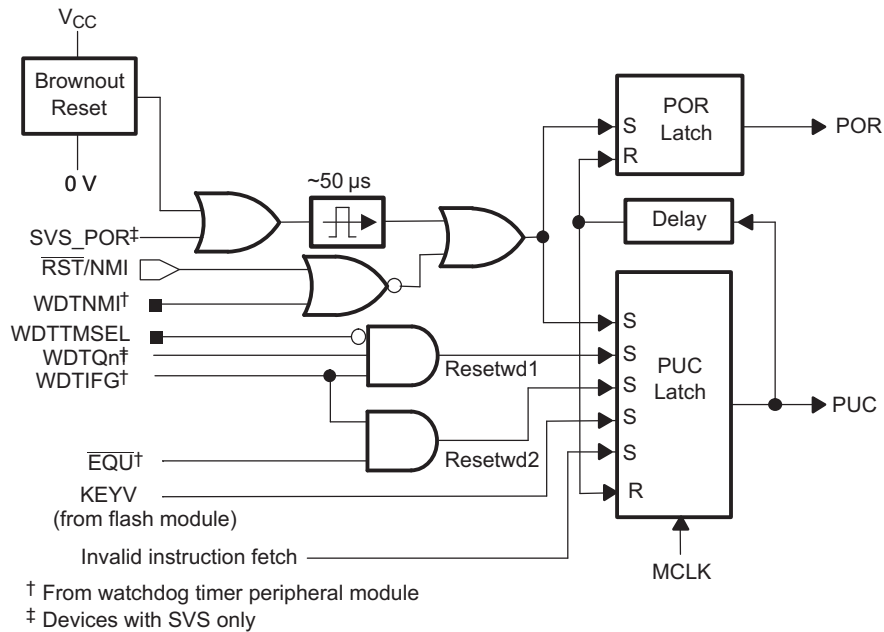 VCC
Brownout
Reset
0 V
~50 μs
SVS_POR‡
RST/NMI
WDTNMI†
WDTTMSEL
WDTQn‡
WDTIFG†
EQU†
KEYV
(from flash module)
Invalid instruction fetch
Resetwd1
Resetwd2
S
R
POR
Latch
POR
Delay
S
S
S
S
S
R
PUC
Latch
PUC
MCLK
† From watchdog timer peripheral module
‡ Devices with SVS only